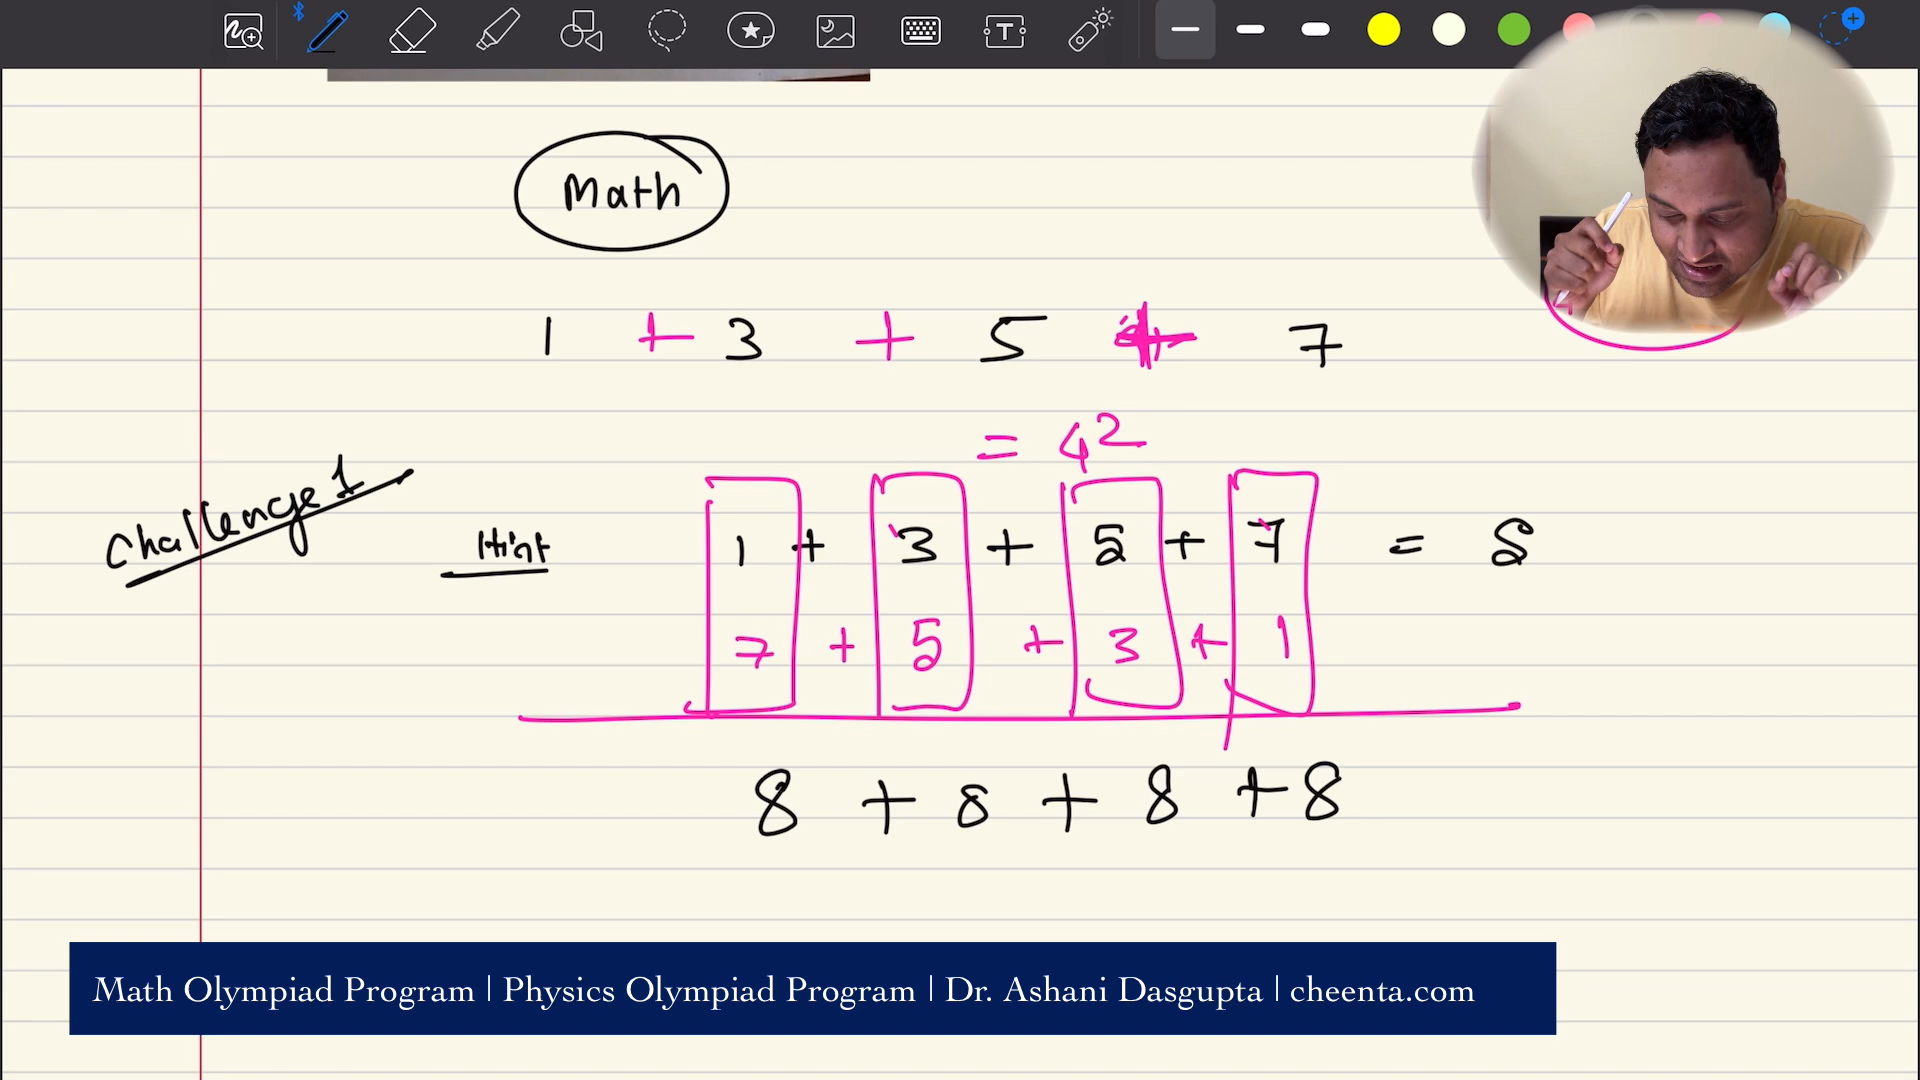 Math
1 + 3 + 5 + 7
= 4²
Challenge 1
Hint
1 + 3 + 5 + 7 = S
7 + 5 + 3 + 1
8 + 8 + 8 + 8
Math Olympiad Program | Physics Olympiad Program | Dr. Ashani Dasgupta | cheenta.com